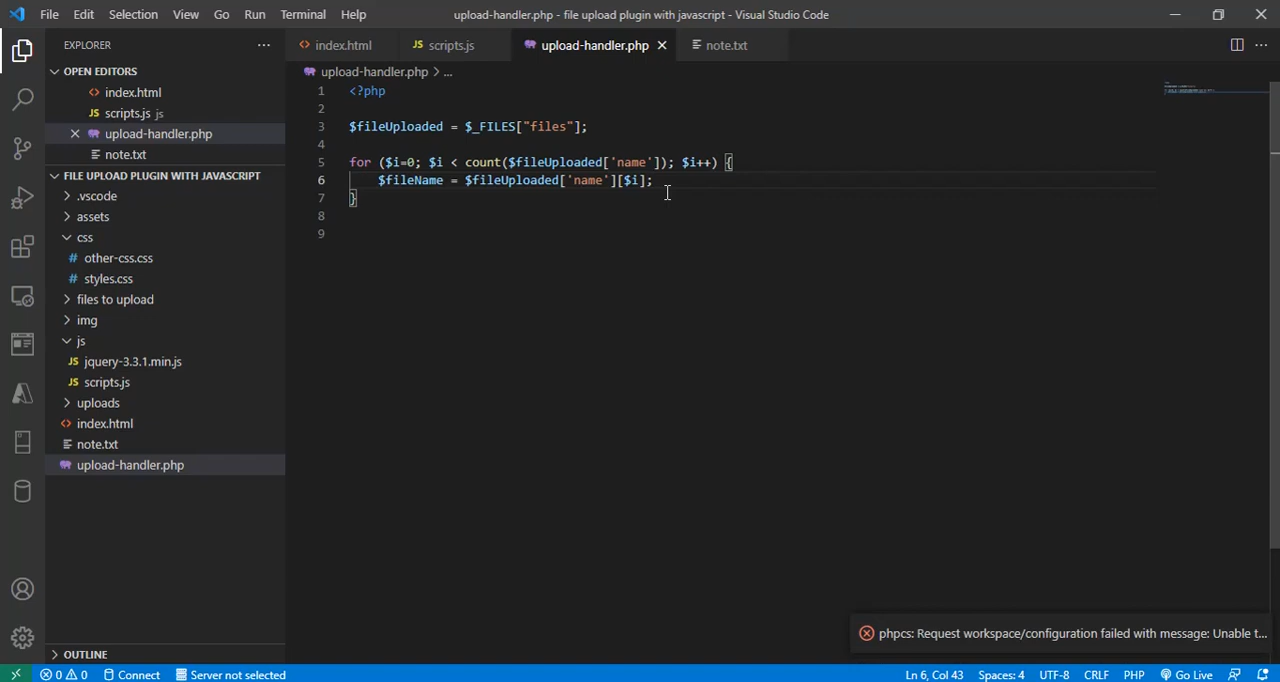 File Edit Selection View Go Run Terminal Help
upload-handler.php - file upload plugin with javascript - Visual Studio Code
EXPLORER
index.html
JS scripts.js
upload-handler.php
note.txt
OPEN EDITORS
upload-handler.php > ...
index.html
JS scripts.js js
upload-handler.php
note.txt
FILE UPLOAD PLUGIN WITH JAVASCRIPT
.vscode
assets
css
# other-css.css
# styles.css
files to upload
img
js
JS jquery-3.3.1.min.js
JS scripts.js
uploads
index.html
note.txt
upload-handler.php
OUTLINE
1 <?php
2
3 $fileUploaded = $_FILES["files"];
4
5 for ($i=0; $i < count($fileUploaded['name']); $i++) {
6 $fileName = $fileUploaded['name'][$i];
7 }
8
9
phpcs: Request workspace/configuration failed with message: Unable t...
0 0 Connect Server not selected
Ln 6, Col 43 Spaces: 4 UTF-8 CRLF PHP Go Live